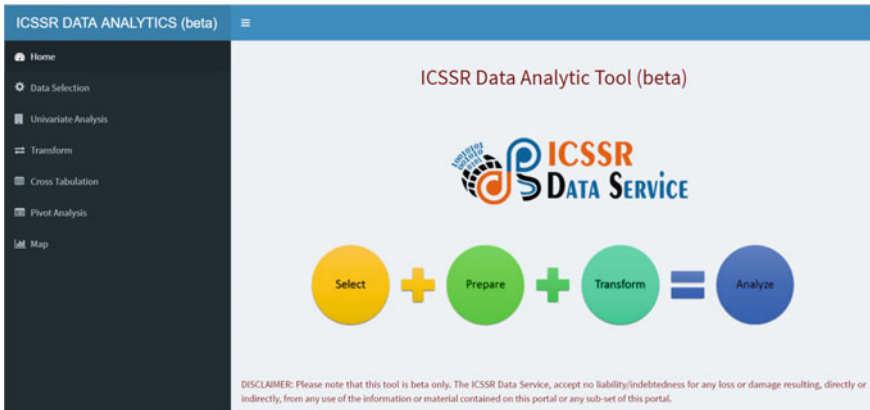 ICSSR DATA ANALYTICS (beta)
Home
Data Selection
Univariate Analysis
Transform
Cross Tabulation
Pivot Analysis
Map
ICSSR Data Analytic Tool (beta)
1001010101
001010
0101
ICSSR
DATA SERVICE
Select
Prepare
Transform
Analyze
DISCLAIMER: Please note that this tool is beta only. The ICSSR Data Service, accept no liability/indebtedness for any loss or damage resulting, directly or
indirectly, from any use of the information or material contained on this portal or any sub-set of this portal.